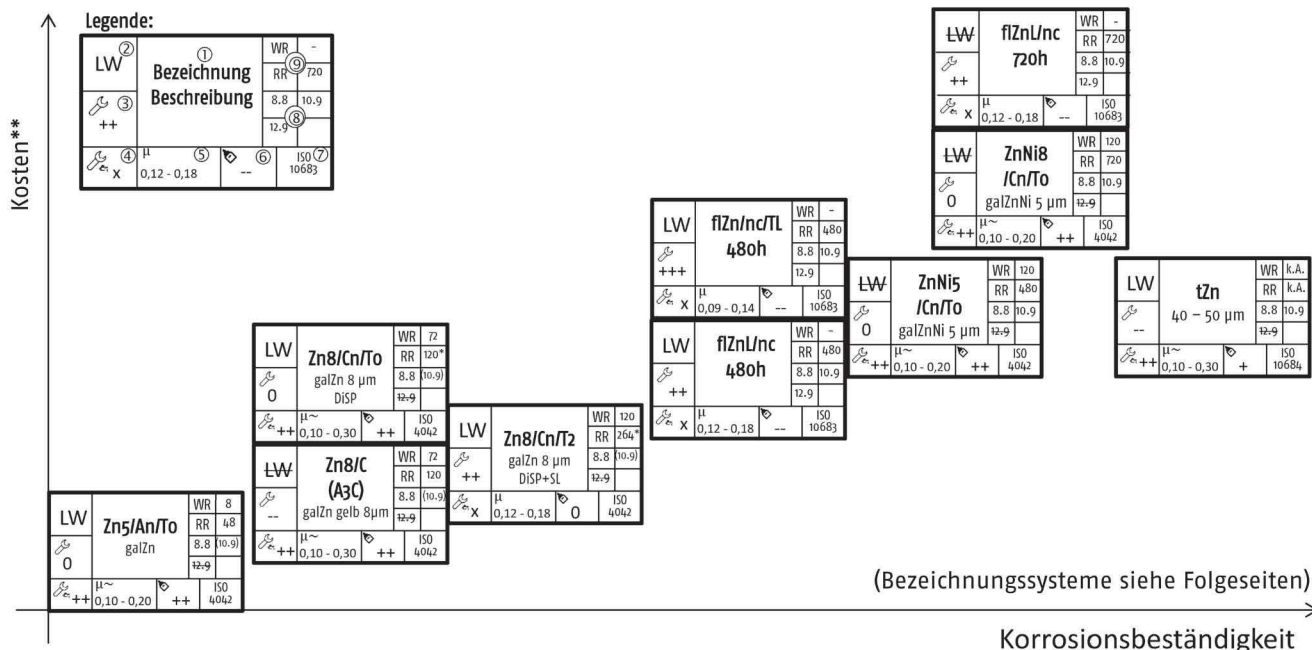 Kosten**
Legende:
LW ②
① Bezeichnung
Beschreibung
WR -
RR ⑨ 720
8.8 10.9
12.9 ⑧
③
++
④ x
μ ⑤
0,12 - 0,18
⑥
--
ISO ⑦
10683
LW
flZnL/nc
720h
WR -
RR 720
8.8 10.9
12.9
++
x
μ
0,12 - 0,18
--
ISO
10683
LW
ZnNi8
/Cn/To
galZnNi 5 μm
WR 120
RR 720
8.8 10.9
12.9
0
++
μ~
0,10 - 0,20
++
ISO
4042
LW
flZn/nc/TL
480h
WR -
RR 480
8.8 10.9
12.9
+++
x
μ
0,09 - 0,14
--
ISO
10683
LW
ZnNi5
/Cn/To
galZnNi 5 μm
WR 120
RR 480
8.8 10.9
12.9
0
++
μ~
0,10 - 0,20
++
ISO
4042
LW
tZn
40 – 50 μm
WR k.A.
RR k.A.
8.8 10.9
12.9
--
++
μ~
0,10 - 0,30
+
ISO
10684
LW
flZnL/nc
480h
WR -
RR 480
8.8 10.9
12.9
++
x
μ
0,12 - 0,18
--
ISO
10683
LW
Zn8/Cn/To
galZn 8 μm
DiSP
WR 72
RR 120*
8.8 (10.9)
12.9
0
++
μ~
0,10 - 0,30
++
ISO
4042
LW
Zn8/Cn/T2
galZn 8 μm
DiSP+SL
WR 120
RR 264*
8.8 (10.9)
12.9
++
x
μ
0,12 - 0,18
0
ISO
4042
LW
Zn8/C
(A3C)
galZn gelb 8μm
WR 72
RR 120
8.8 (10.9)
12.9
--
++
μ~
0,10 - 0,30
++
ISO
4042
LW
Zn5/An/To
galZn
WR 8
RR 48
8.8 (10.9)
12.9
0
++
μ~
0,10 - 0,20
++
ISO
4042
(Bezeichnungssysteme siehe Folgeseiten)
Korrosionsbeständigkeit